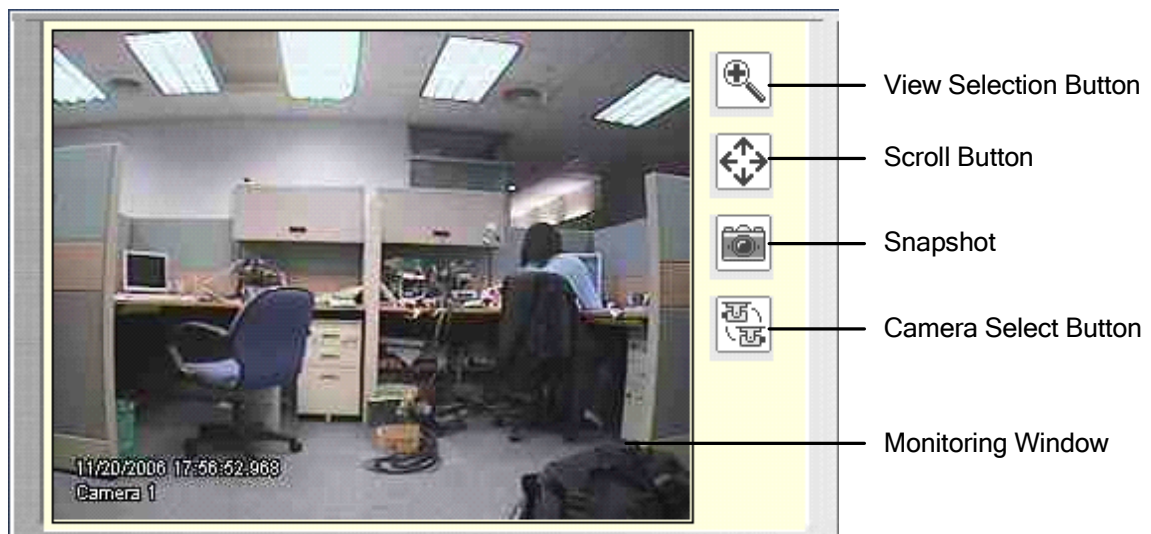 View Selection Button
Scroll Button
Snapshot
Camera Select Button
Monitoring Window
11/20/2006 17:56:52.968
Camera 1